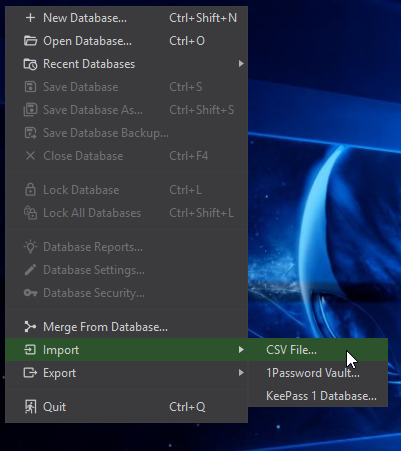 New Database... Ctrl+Shift+N
Open Database... Ctrl+O
Recent Databases
Save Database Ctrl+S
Save Database As... Ctrl+Shift+S
Save Database Backup...
Close Database Ctrl+F4
Lock Database Ctrl+L
Lock All Databases Ctrl+Shift+L
Database Reports...
Database Settings...
Database Security...
Merge From Database...
Import
CSV File...
1Password Vault...
KeePass 1 Database...
Export
Quit Ctrl+Q